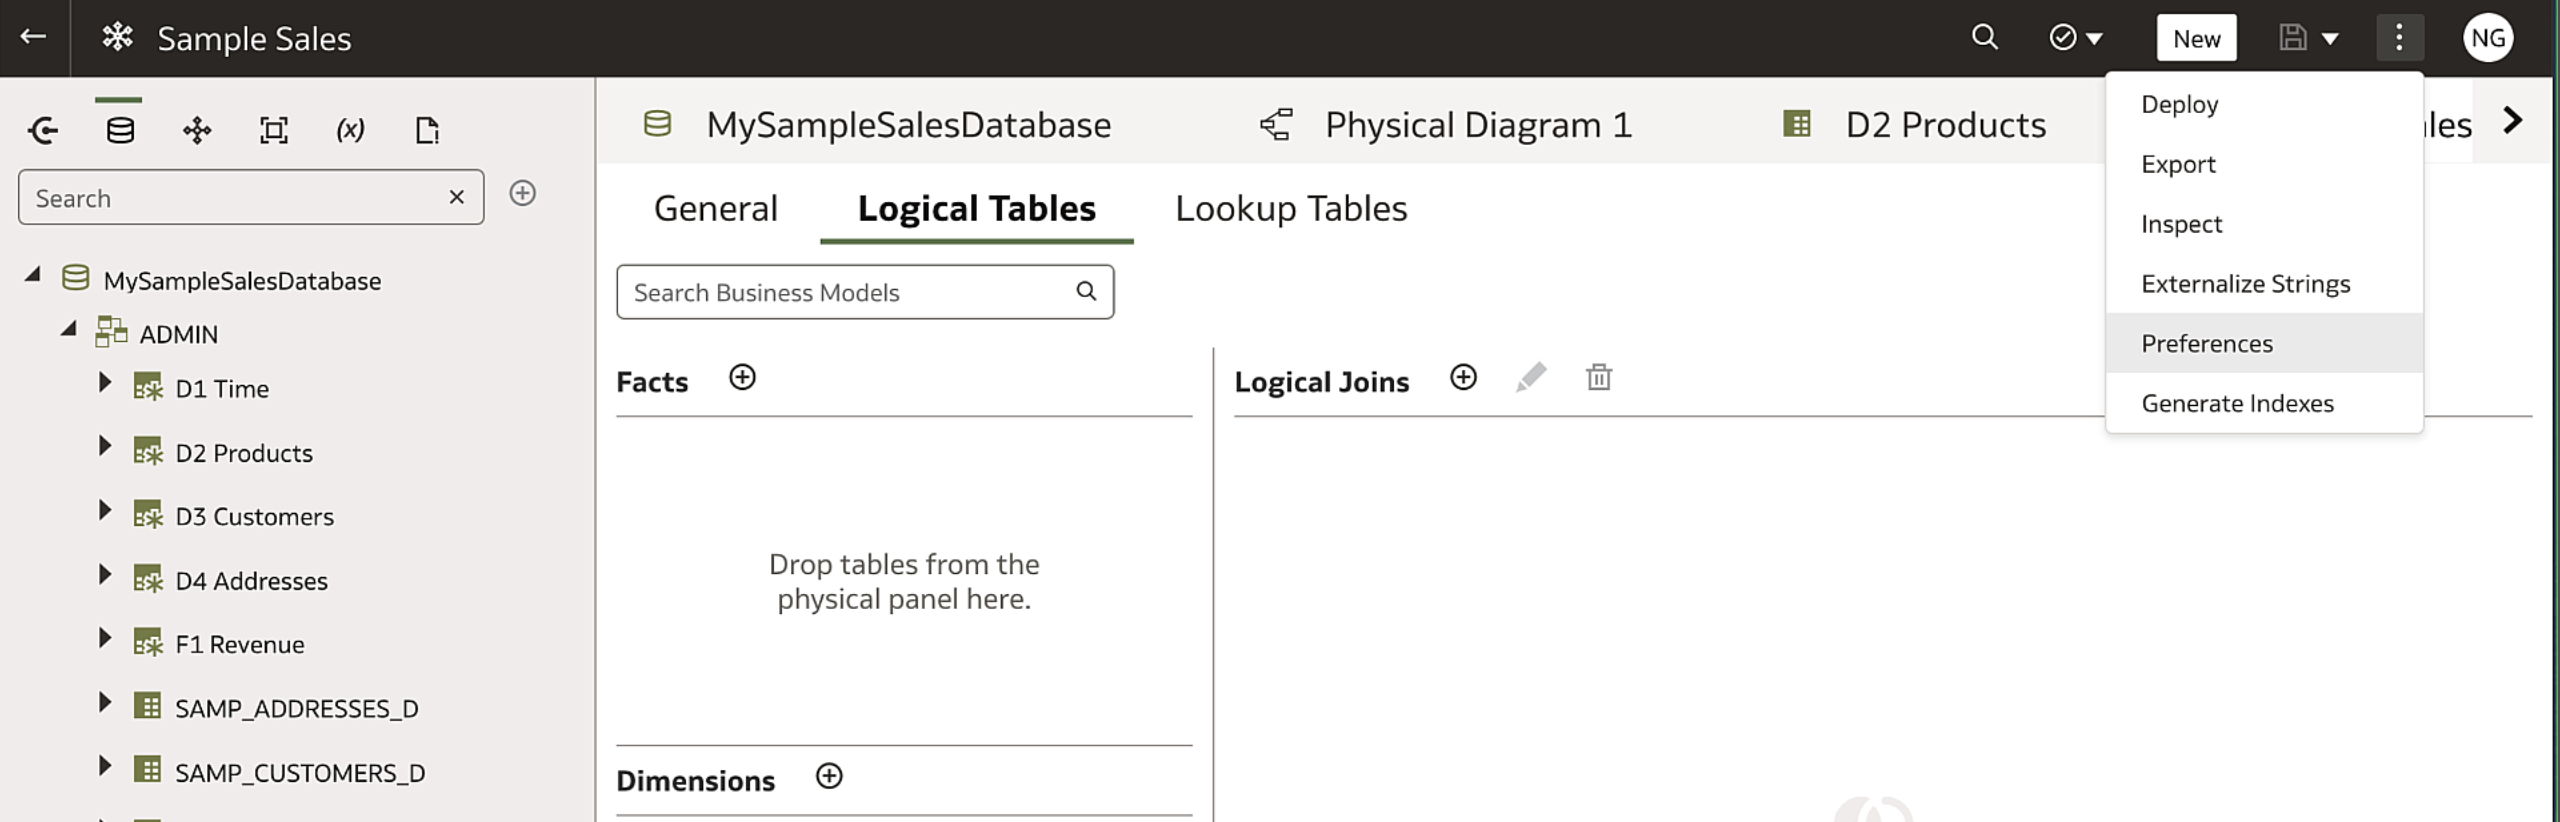 Sample Sales
New
NG
Deploy
Export
Inspect
Externalize Strings
Preferences
Generate Indexes
(x)
Search
MySampleSalesDatabase
ADMIN
D1 Time
D2 Products
D3 Customers
D4 Addresses
F1 Revenue
SAMP_ADDRESSES_D
SAMP_CUSTOMERS_D
MySampleSalesDatabase
Physical Diagram 1
D2 Products
General
Logical Tables
Lookup Tables
Search Business Models
Facts
Drop tables from the
physical panel here.
Dimensions
Logical Joins